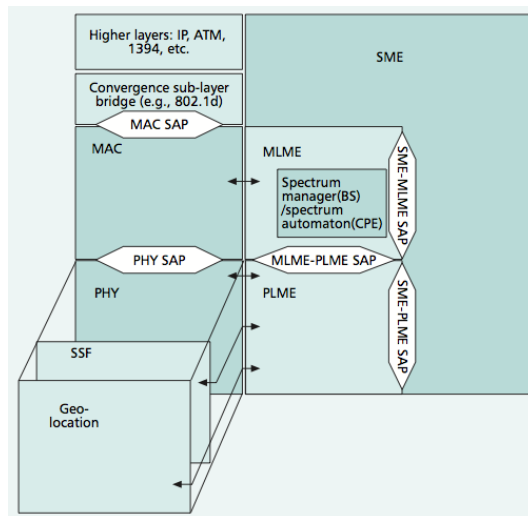 Higher layers: IP, ATM,
1394, etc.
SME
Convergence sub-layer
bridge (e.g., 802.1d)
MAC SAP
MAC
MLME
Spectrum
manager(BS)
/spectrum
automaton(CPE)
SME-MLME SAP
PHY SAP
MLME-PLME SAP
PHY
PLME
SME-PLME SAP
SSF
Geo-
location